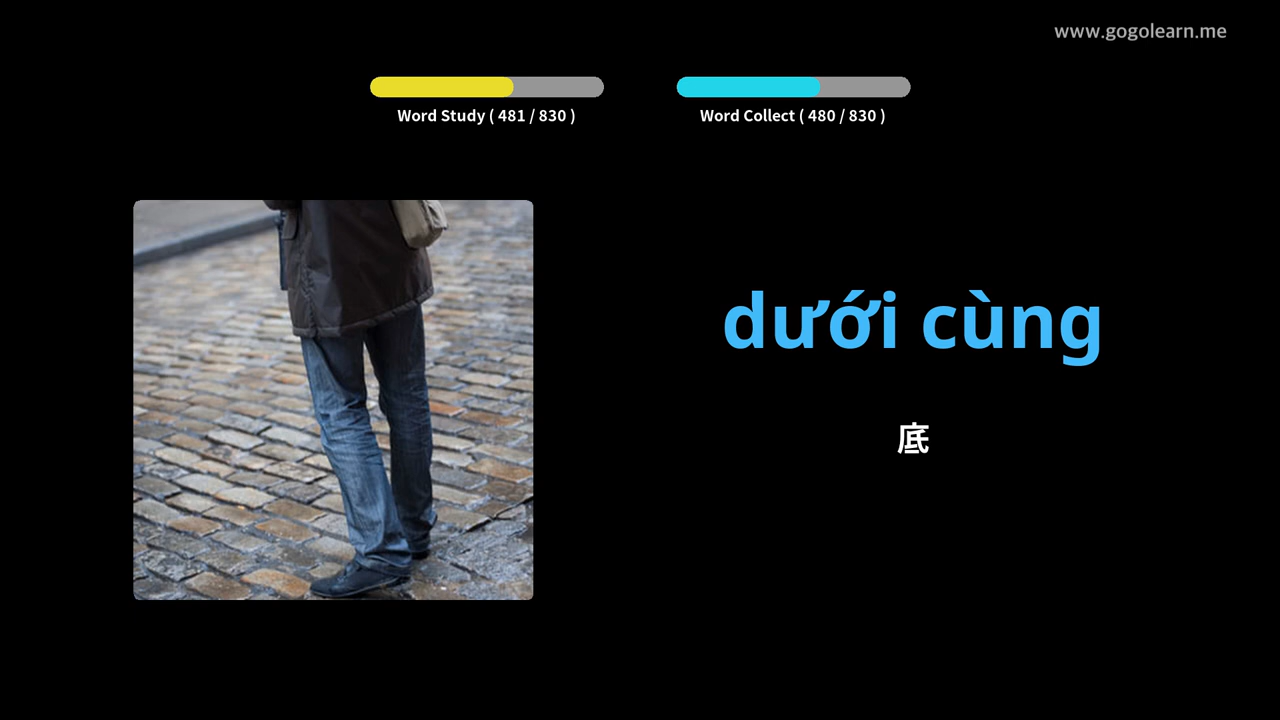 www.gogolearn.me
Word Study ( 481 / 830 )
Word Collect ( 480 / 830 )
dưới cùng
底